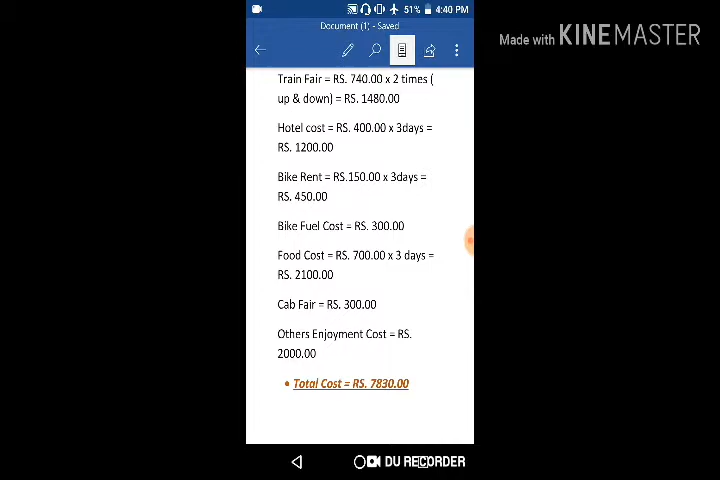 51% 4:40 PM
Document (1) - Saved
Made with KINEMASTER
Train Fair = RS. 740.00 x 2 times (
up & down) = RS. 1480.00
Hotel cost = RS. 400.00 x 3days =
RS. 1200.00
Bike Rent = RS.150.00 x 3days =
RS. 450.00
Bike Fuel Cost = RS. 300.00
Food Cost = RS. 700.00 x 3 days =
RS. 2100.00
Cab Fair = RS. 300.00
Others Enjoyment Cost = RS.
2000.00
• Total Cost = RS. 7830.00
DU RECORDER